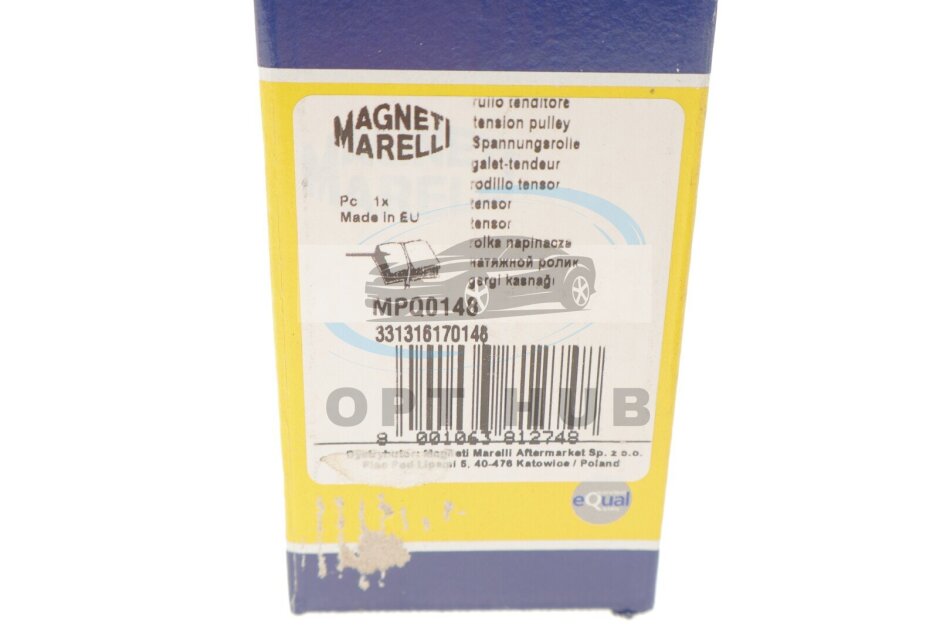 MAGNETI
MARELLI
rullo tenditore
tension pulley
Spannungsrolle
galet-tendeur
rodillo tensor
tensor
tensor
rolka napinacza
натяжной ролик
gergi kasnağı
Pc 1x
Made in EU
MPQ0148
331316170148
OPT HUB
8 001063 812748
Dystrybutor: Magneti Marelli Aftermarket Sp. z o.o.
Plac Pod Lipami 5, 40-476 Katowice / Poland
eQual